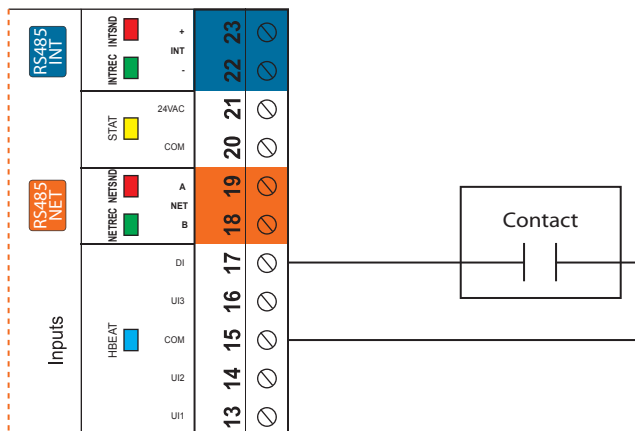 RS485
INT
INTREC INTSND
+
INT
-
23
22
STAT
24VAC
COM
21
20
RS485
NET
NETREC NETSND
A
NET
B
19
18
Inputs
HBEAT
DI
17
UI3
16
COM
15
UI2
14
UI1
13
Contact